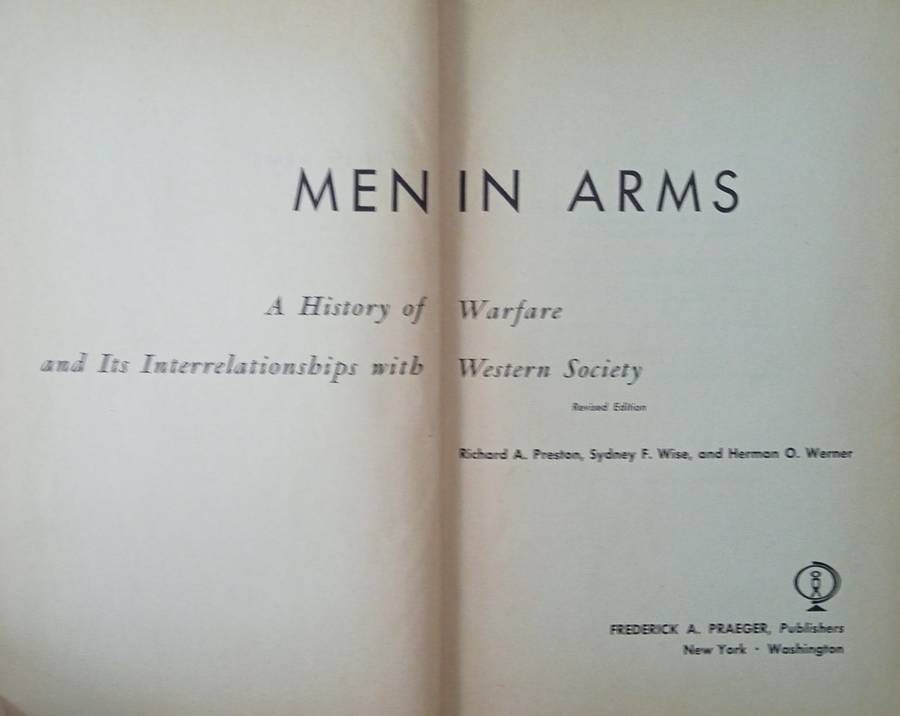 MEN IN ARMS
A History of Warfare
and Its Interrelationships with Western Society
Revised Edition
Richard A. Preston, Sydney F. Wise, and Herman O. Werner
FREDERICK A. PRAEGER, Publishers
New York · Washington